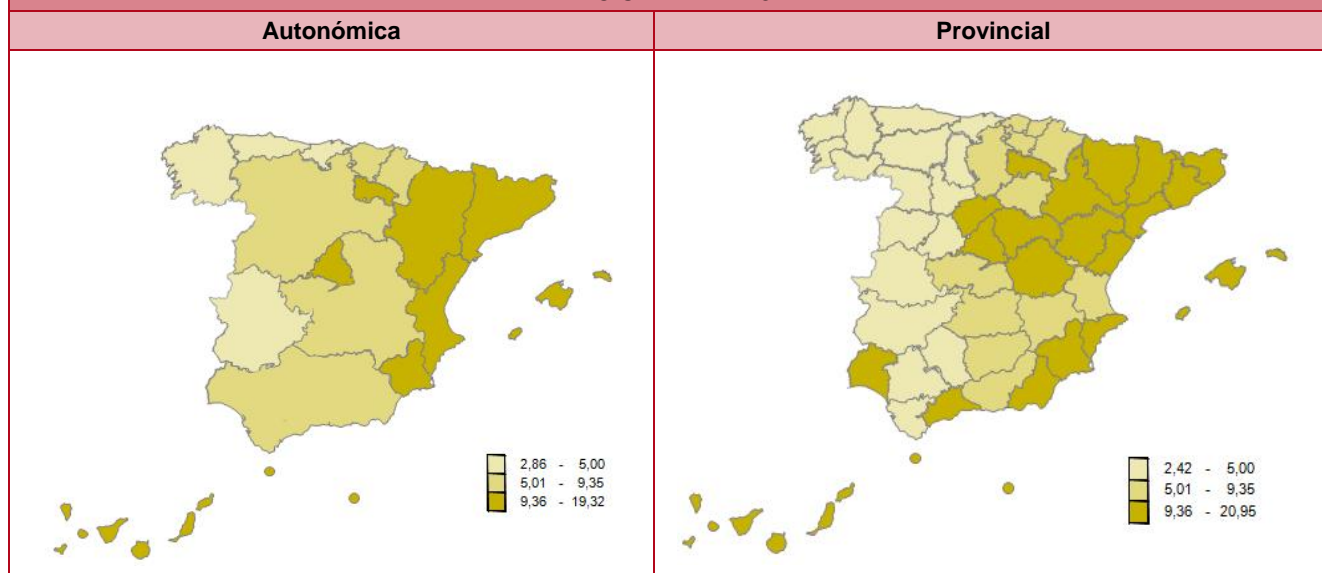 Autonómica
Provincial
2,86 - 5,00
5,01 - 9,35
9,36 - 19,32
2,42 - 5,00
5,01 - 9,35
9,36 - 20,95